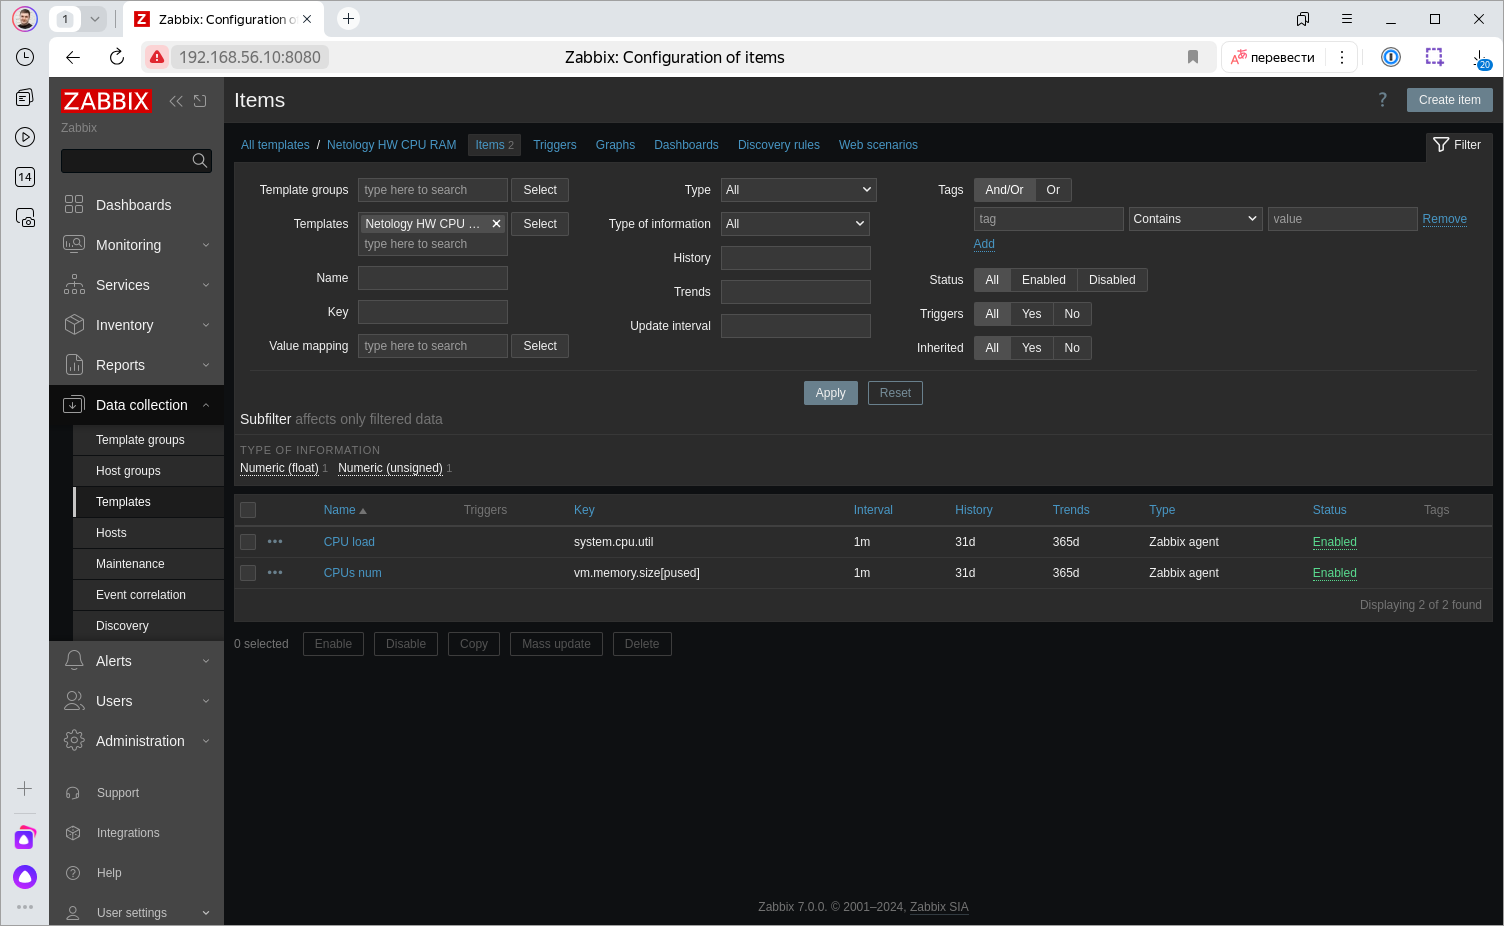 1
Zabbix: Configuration o
192.168.56.10:8080
Zabbix: Configuration of items
перевести
20
14
ZABBIX
Zabbix
Dashboards
Monitoring
Services
Inventory
Reports
Data collection
Template groups
Host groups
Templates
Hosts
Maintenance
Event correlation
Discovery
Alerts
Users
Administration
Support
Integrations
Help
User settings
Items
?
Create item
All templates / Netology HW CPU RAM Items 2 Triggers Graphs Dashboards Discovery rules Web scenarios
Filter
Template groups type here to search Select
Templates Netology HW CPU ... Select
type here to search
Name
Key
Value mapping type here to search Select
Type All
Type of information All
History
Trends
Update interval
Tags And/Or Or
tag Contains value Remove
Add
Status All Enabled Disabled
Triggers All Yes No
Inherited All Yes No
Apply Reset
Subfilter affects only filtered data
TYPE OF INFORMATION
Numeric (float) 1 Numeric (unsigned) 1
Name Triggers Key Interval History Trends Type Status Tags
CPU load system.cpu.util 1m 31d 365d Zabbix agent Enabled
CPUs num vm.memory.size[pused] 1m 31d 365d Zabbix agent Enabled
Displaying 2 of 2 found
0 selected Enable Disable Copy Mass update Delete
Zabbix 7.0.0. © 2001–2024, Zabbix SIA